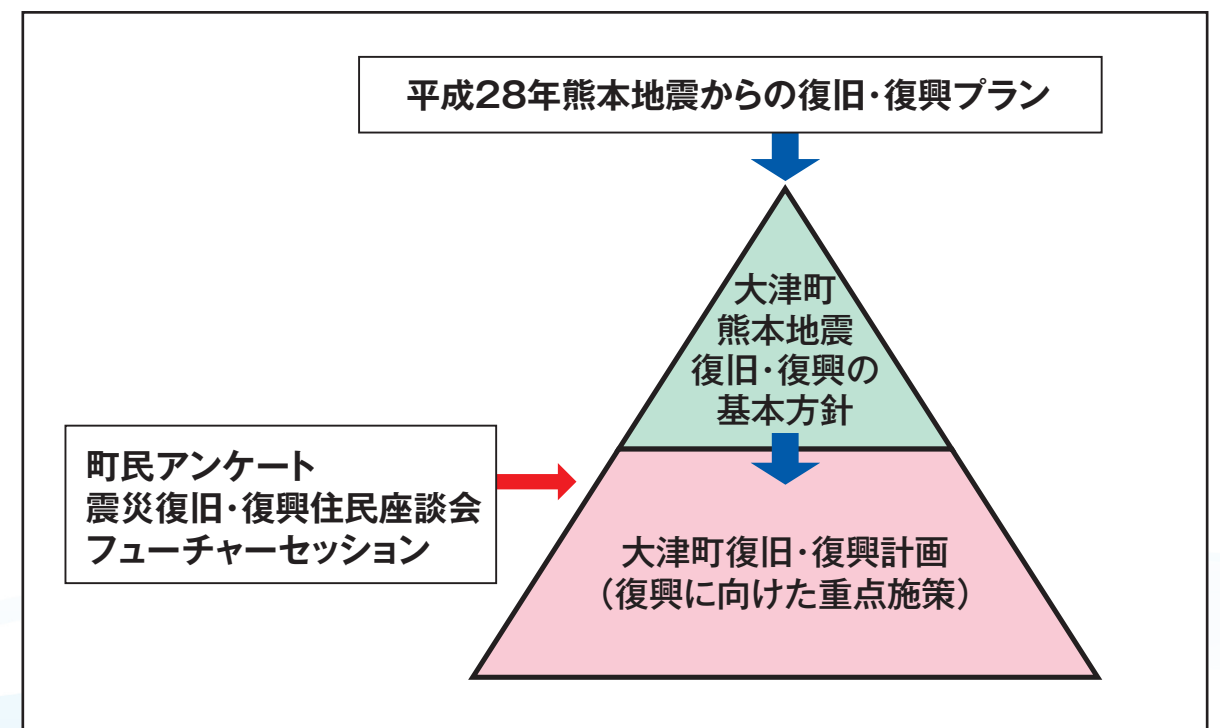 平成28年熊本地震からの復旧・復興プラン
大津町
熊本地震
復旧・復興の
基本方針
町民アンケート
震災復旧・復興住民座談会
フューチャーセッション
大津町復旧・復興計画
（復興に向けた重点施策）